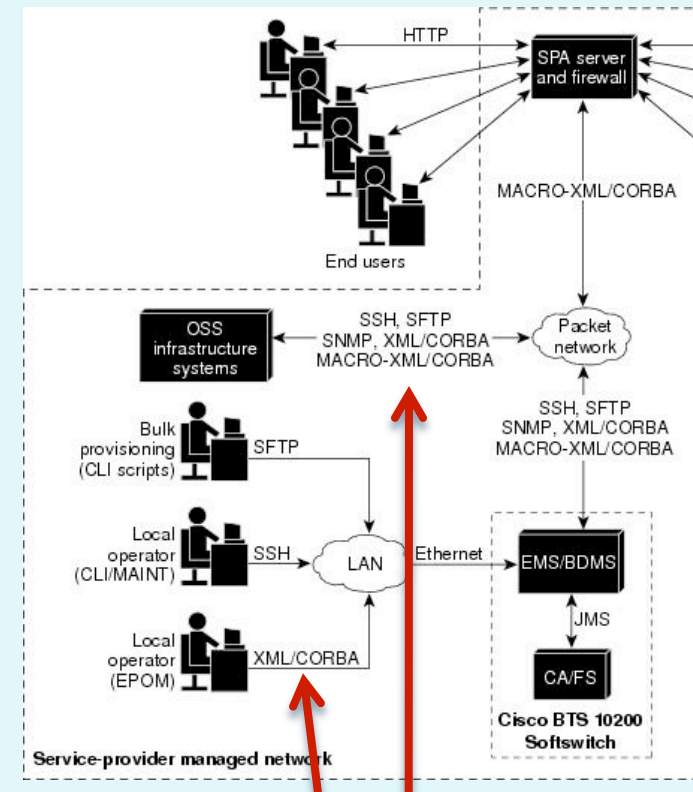 HTTP
SPA server
and firewall
MACRO-XML/CORBA
End users
OSS
infrastructure
systems
SSH, SFTP
SNMP, XML/CORBA
MACRO-XML/CORBA
Packet
network
SSH, SFTP
SNMP, XML/CORBA
MACRO-XML/CORBA
Bulk
provisioning
(CLI scripts)
SFTP
Local
operator
(CLI/MAINT)
SSH
LAN
Ethernet
EMS/BDMS
JMS
Local
operator
(EPOM)
XML/CORBA
CA/FS
Cisco BTS 10200
Softswitch
Service-provider managed network